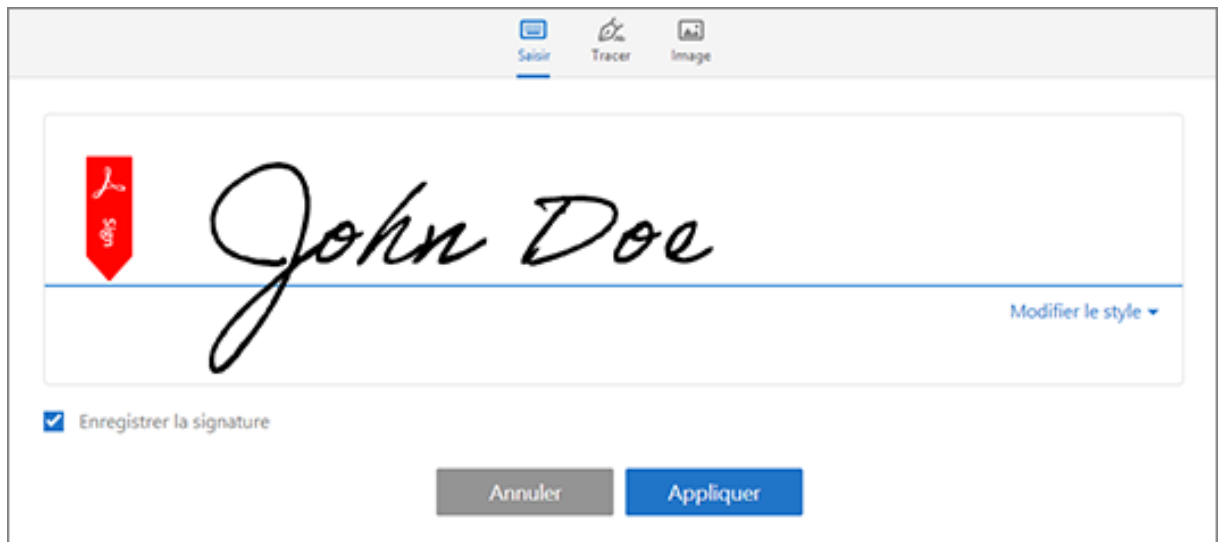 Saisir Tracer Image
Sign
John Doe
Modifier le style
Enregistrer la signature
Annuler Appliquer